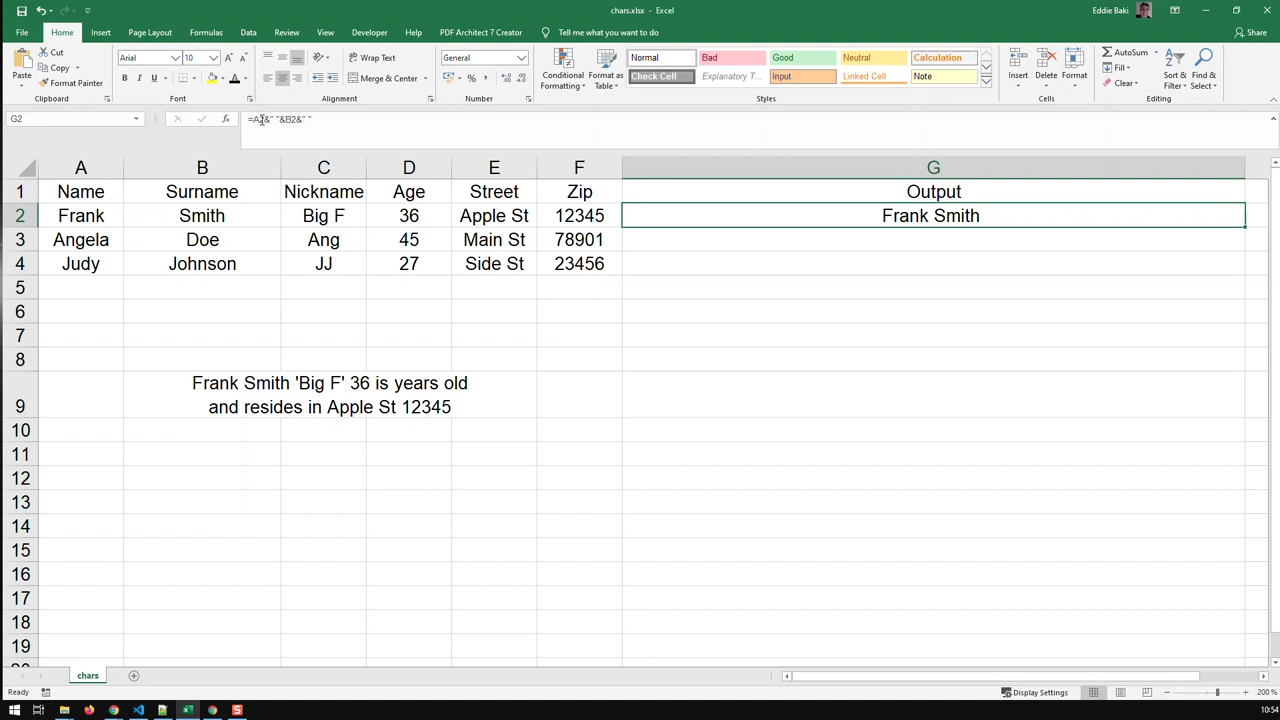 chars.xlsx - Excel
Eddie Baki
File Home Insert Page Layout Formulas Data Review View Developer Help PDF Architect 7 Creator Tell me what you want to do Share
Paste
Cut
Copy
Format Painter
Clipboard
Arial 10
B I U A
Font
Wrap Text
Merge & Center
Alignment
General
%
Number
Conditional Formatting
Format as Table
Normal Bad Good Neutral Calculation
Check Cell Explanatory T... Input Linked Cell Note
Styles
Insert Delete Format
Cells
AutoSum
Fill
Clear
Sort & Filter
Find & Select
Editing
G2
fx
=A2&" "&B2&" "
A B C D E F G
1 Name Surname Nickname Age Street Zip Output
2 Frank Smith Big F 36 Apple St 12345 Frank Smith
3 Angela Doe Ang 45 Main St 78901
4 Judy Johnson JJ 27 Side St 23456
5
6
7
8
Frank Smith 'Big F' 36 is years old
9 and resides in Apple St 12345
10
11
12
13
14
15
16
17
18
19
20
chars
Ready
Display Settings
200 %
10:54